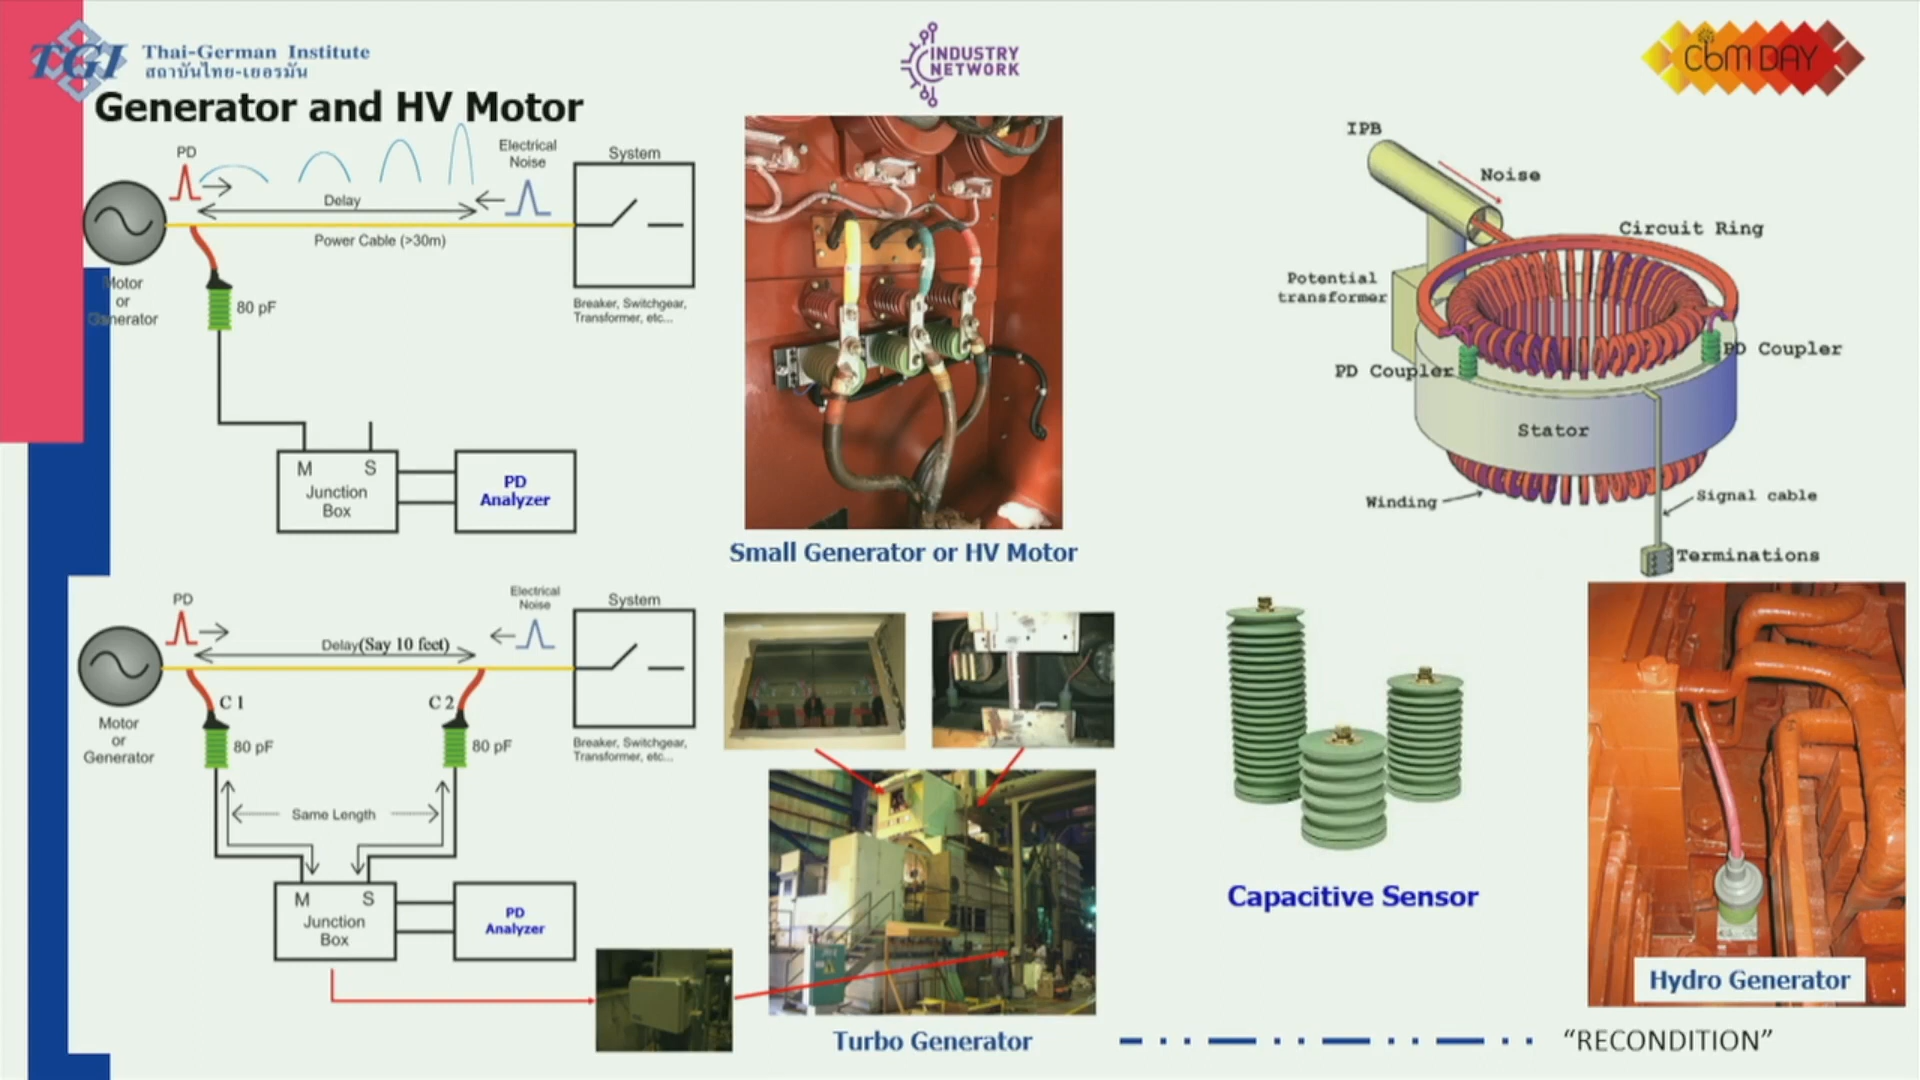 TGI
Thai-German Institute
สถาบันไทย-เยอรมัน
INDUSTRY
NETWORK
CbM DAY
Generator and HV Motor
PD
Electrical
Noise
System
Delay
Power Cable (>30m)
Motor
or
Generator
80 pF
Breaker, Switchgear,
Transformer, etc...
M
S
Junction
Box
PD
Analyzer
Small Generator or HV Motor
IPB
Noise
Circuit Ring
Potential
transformer
PD Coupler
PD Coupler
Stator
Winding
Signal cable
Terminations
PD
Electrical
Noise
System
Delay(Say 10 feet)
C 1
C 2
Motor
or
Generator
80 pF
80 pF
Breaker, Switchgear,
Transformer, etc...
Same Length
M
S
Junction
Box
PD
Analyzer
Turbo Generator
Capacitive Sensor
Hydro Generator
“RECONDITION”